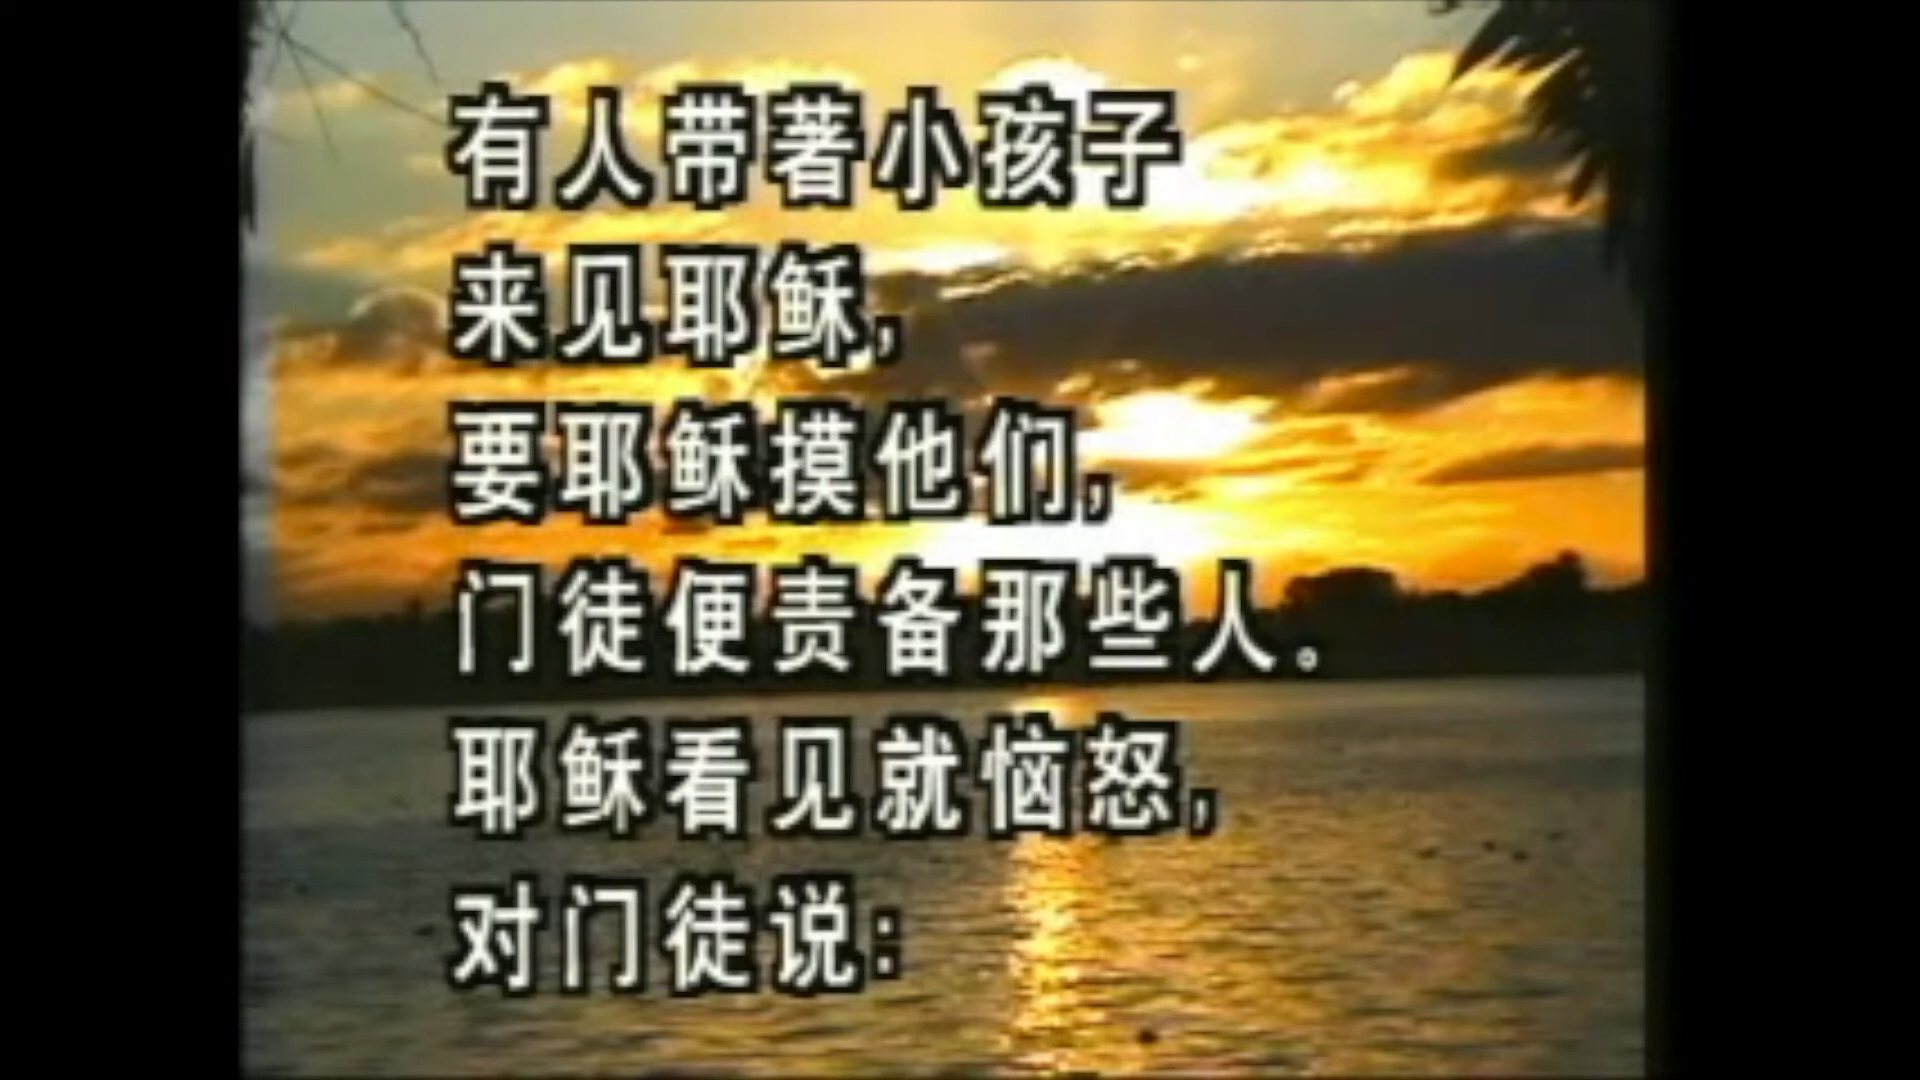 有人带著小孩子
来见耶稣,
要耶稣摸他们,
门徒便责备那些人。
耶稣看见就恼怒,
对门徒说: